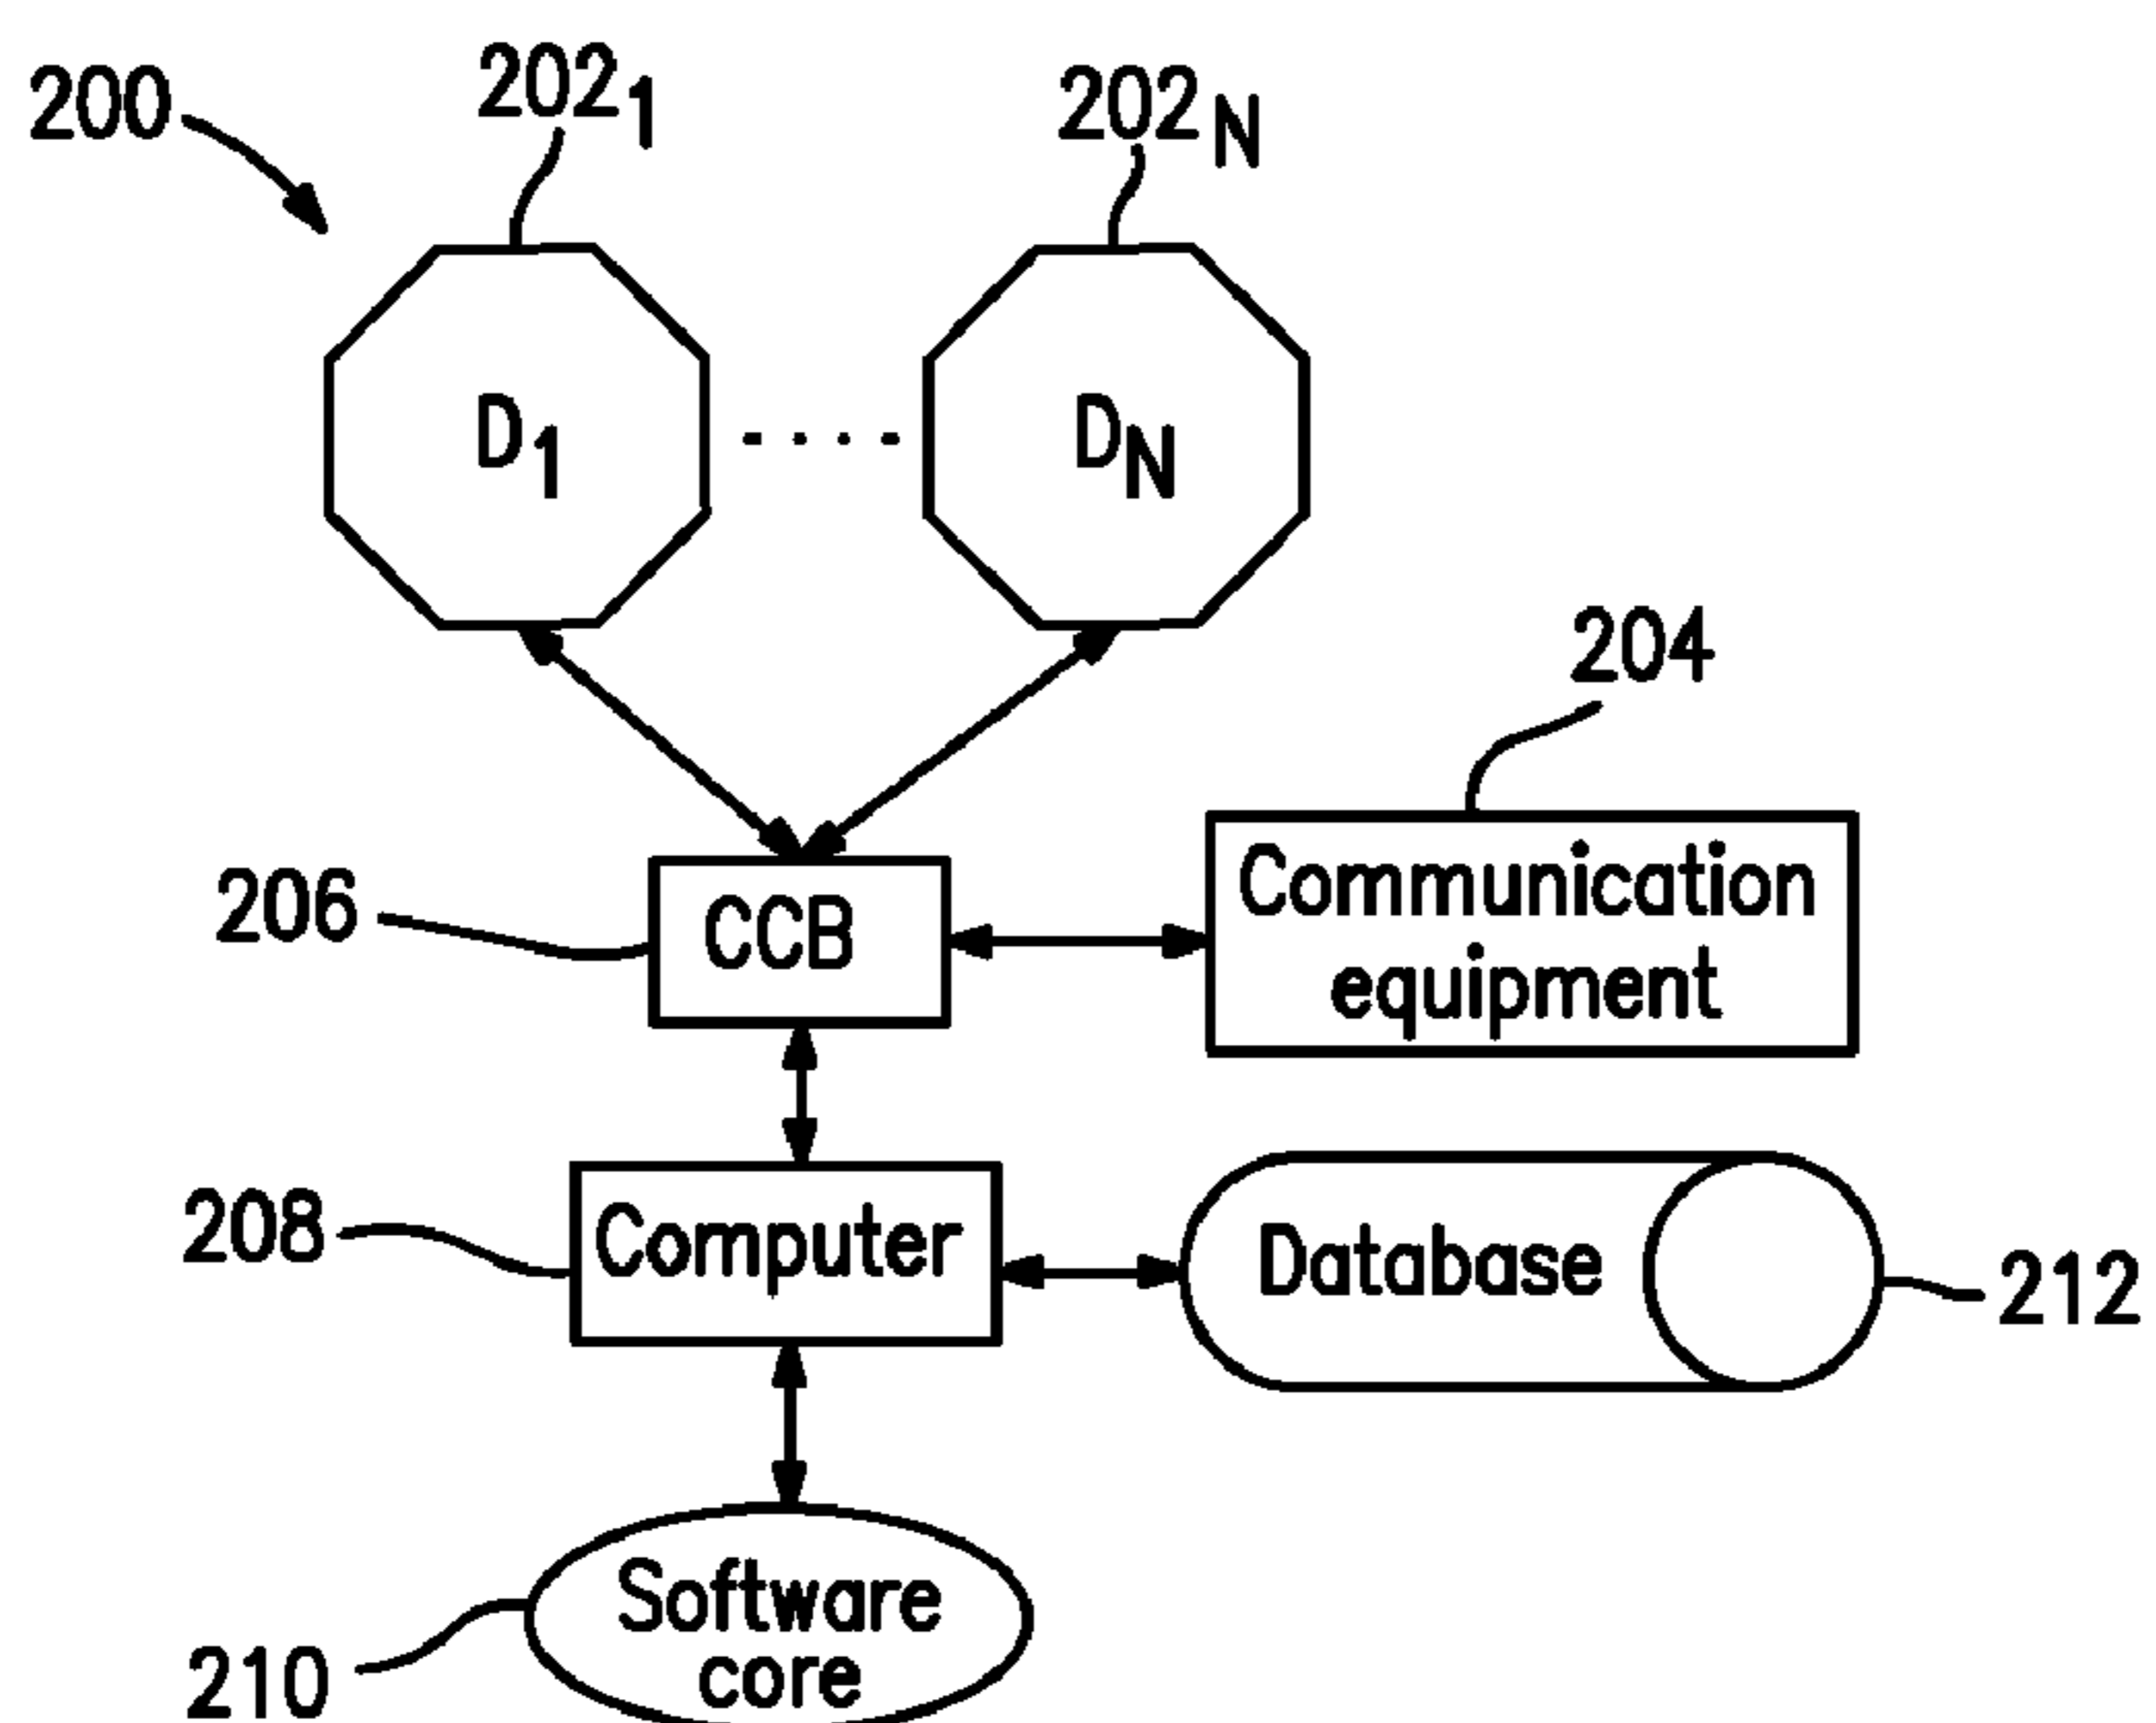 200
202₁
202N
D₁
DN
204
206
CCB
Communication
equipment
208
Computer
Database
212
Software
core
210